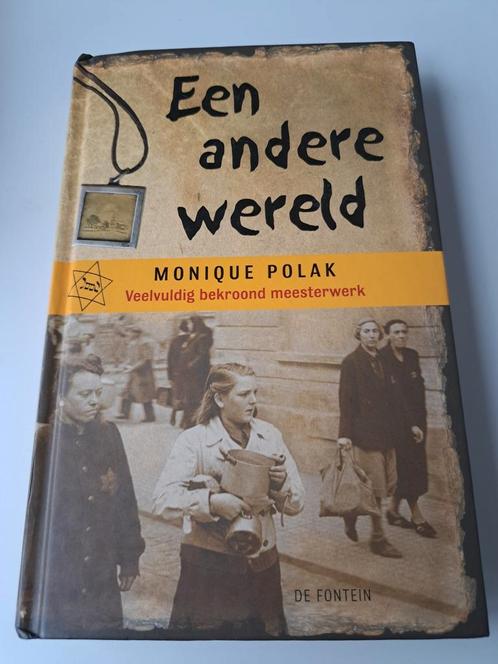 Een
andere
wereld
MONIQUE POLAK
Veelvuldig bekroond meesterwerk
DE FONTEIN